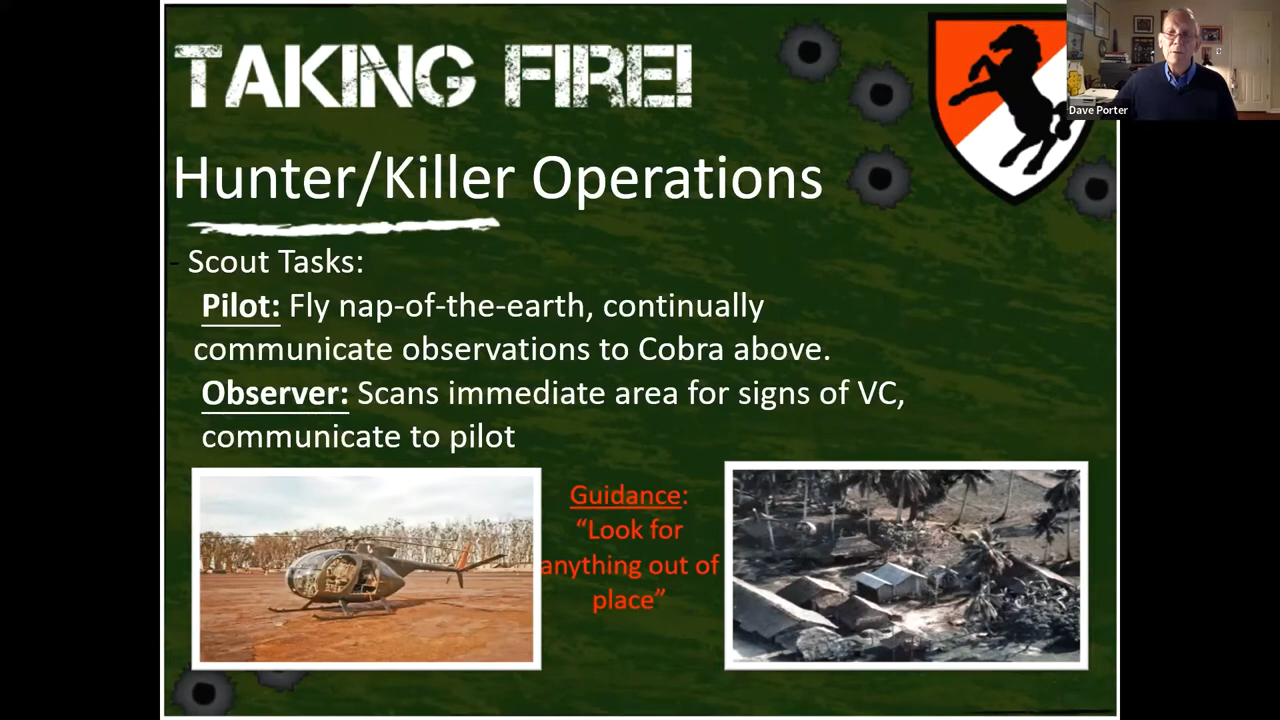 TAKING FIRE!
Dave Porter
Hunter/Killer Operations
- Scout Tasks:
Pilot: Fly nap-of-the-earth, continually
communicate observations to Cobra above.
Observer: Scans immediate area for signs of VC,
communicate to pilot
Guidance:
“Look for
anything out of
place”